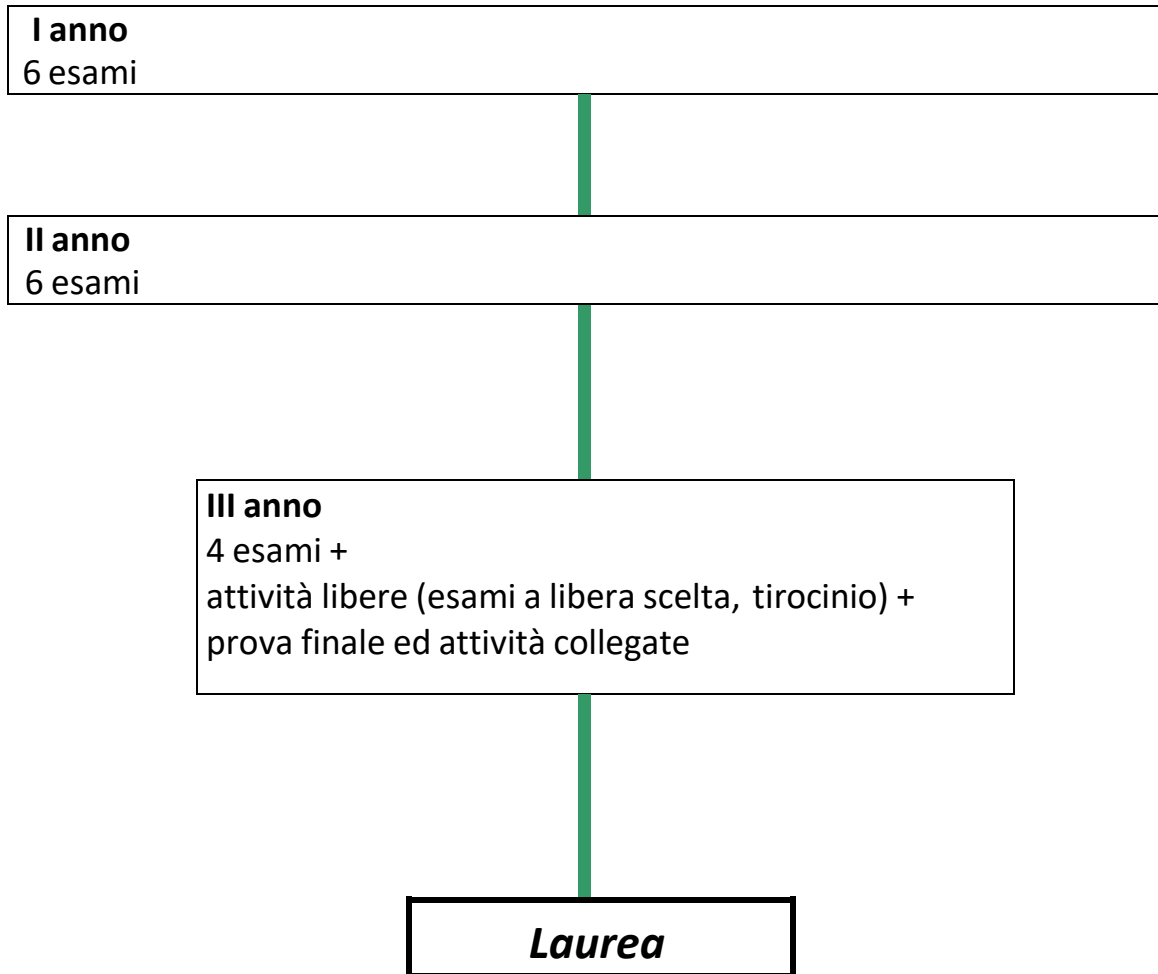 I anno
6 esami
II anno
6 esami
III anno
4 esami +
attività libere (esami a libera scelta, tirocinio) +
prova finale ed attività collegate
Laurea